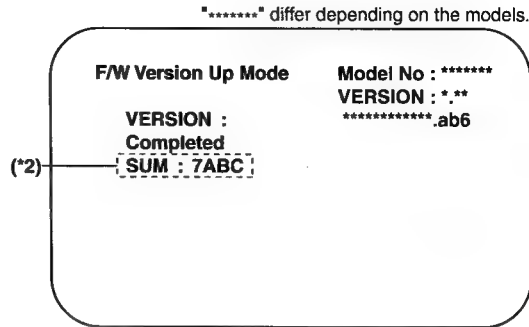 "*******" differ depending on the models.
F/W Version Up Mode
Model No : *******
VERSION : *.**
************.ab6
VERSION :
Completed
(*2)
SUM : 7ABC